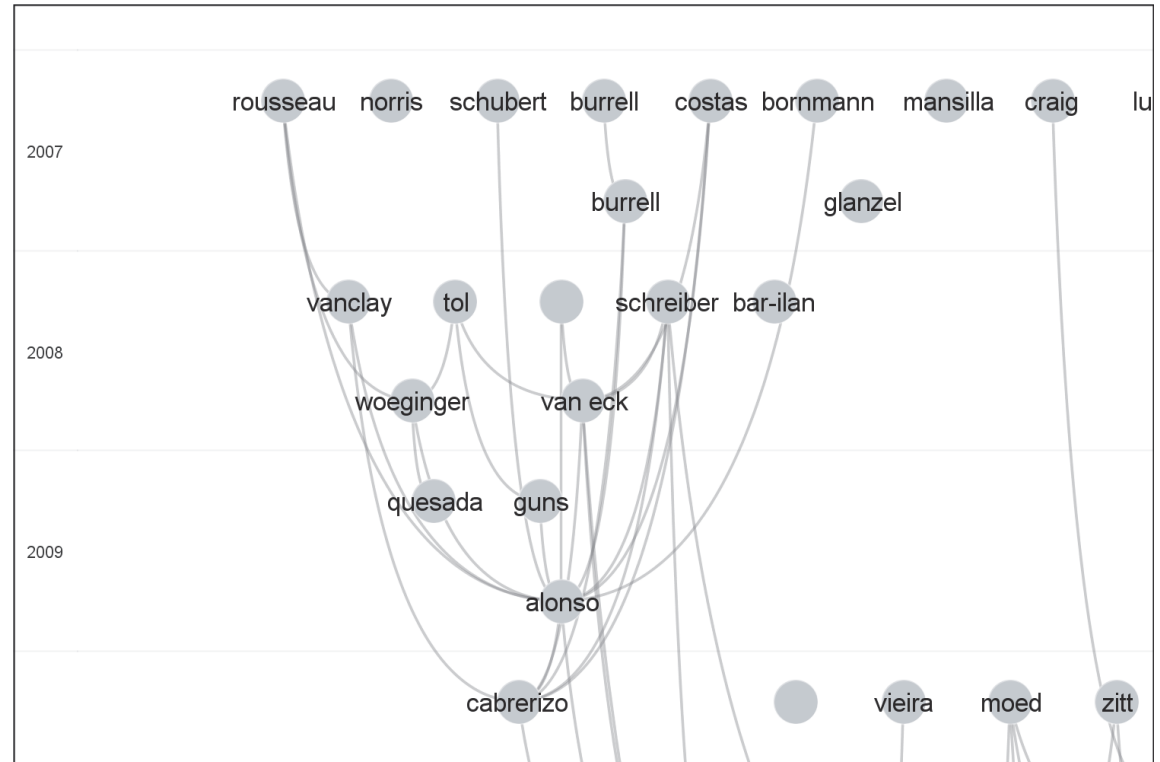 rousseau norris schubert burrell costas bornmann mansilla craig lu
2007
burrell glanzel
vanclay tol schreiber bar-ilan
2008
woeginger van eck
quesada guns
2009
alonso
cabrerizo vieira moed zitt